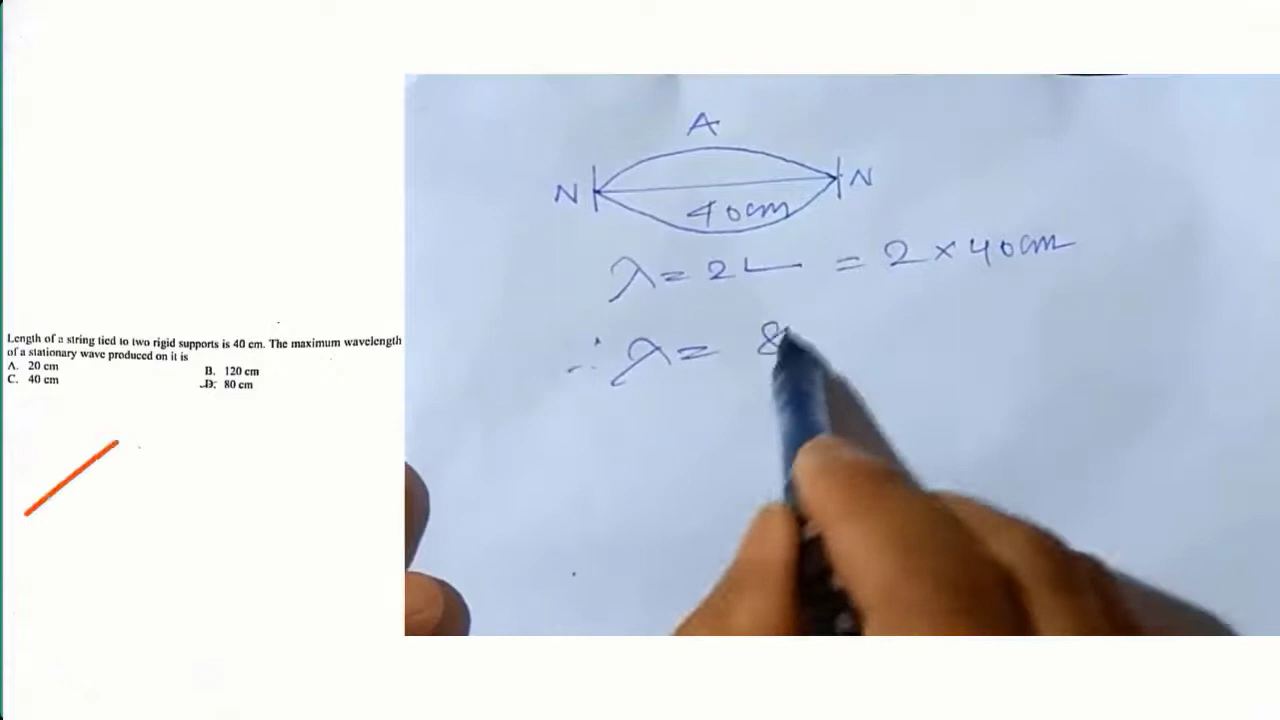 Length of a string tied to two rigid supports is 40 cm. The maximum wavelength
of a stationary wave produced on it is
A. 20 cm B. 120 cm
C. 40 cm D. 80 cm
A
N N
40cm
λ = 2L = 2 × 40cm
∴ λ = 8